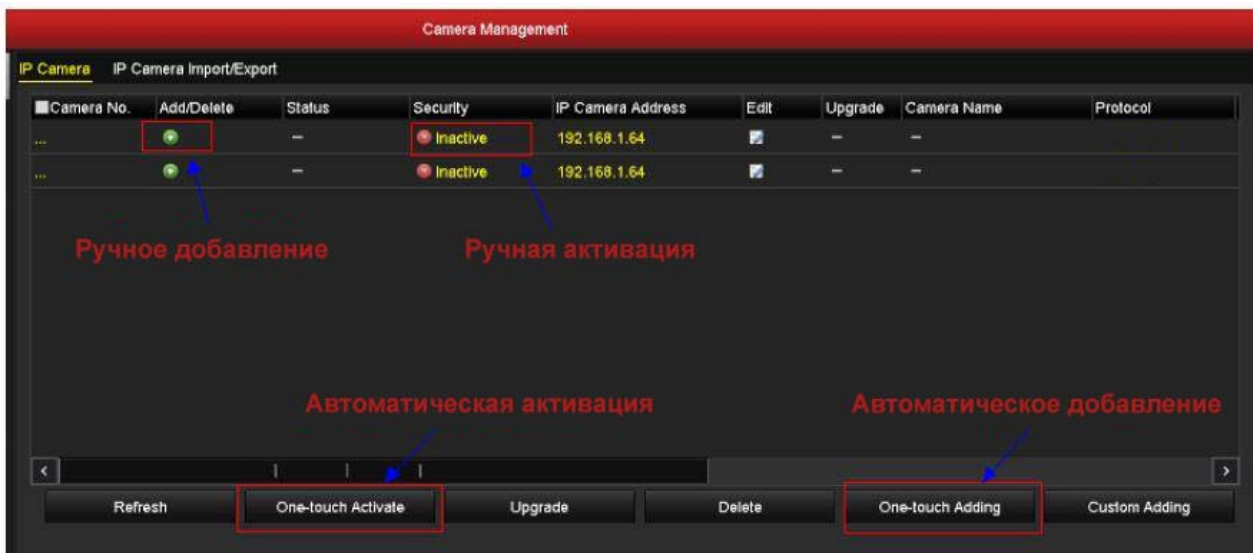 Camera Management
IP Camera IP Camera Import/Export
Camera No. Add/Delete Status Security IP Camera Address Edit Upgrade Camera Name Protocol
... – Inactive 192.168.1.64 – –
... – Inactive 192.168.1.64 – –
Ручное добавление Ручная активация
Автоматическая активация Автоматическое добавление
Refresh One-touch Activate Upgrade Delete One-touch Adding Custom Adding